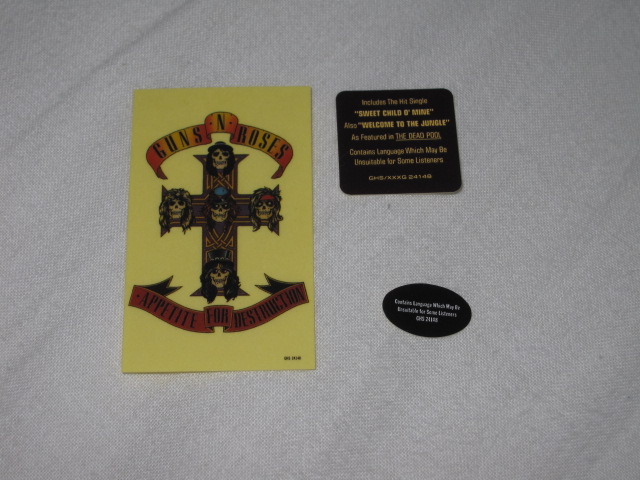 GUNS N' ROSES
APPETITE FOR DESTRUCTION
GHS 24148
Includes The Hit Single
"SWEET CHILD O' MINE"
Also "WELCOME TO THE JUNGLE"
As Featured in THE DEAD POOL
Contains Language Which May Be
Unsuitable for Some Listeners
GHS/XXXG 24148
Contains Language Which May Be
Unsuitable for Some Listeners
GHS 24148